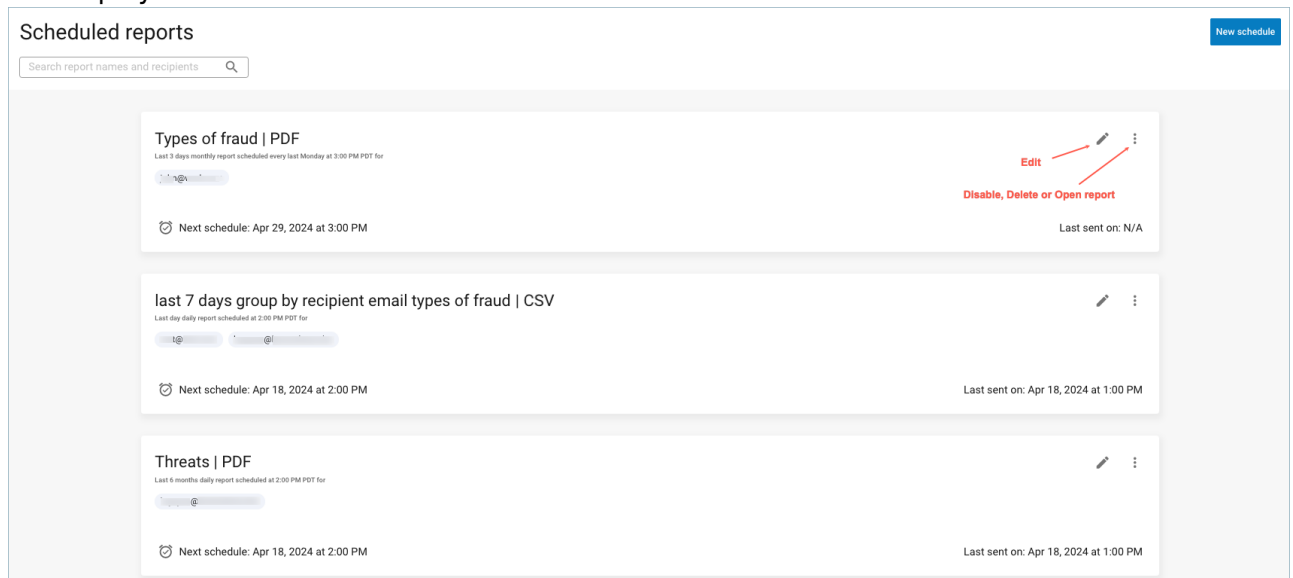 Scheduled reports
New schedule
Search report names and recipients
Types of fraud | PDF
Last 3 days monthly report scheduled every last Monday at 3:00 PM PDT for
Edit
Disable, Delete or Open report
Next schedule: Apr 29, 2024 at 3:00 PM
Last sent on: N/A
last 7 days group by recipient email types of fraud | CSV
Last day daily report scheduled at 2:00 PM PDT for
Next schedule: Apr 18, 2024 at 2:00 PM
Last sent on: Apr 18, 2024 at 1:00 PM
Threats | PDF
Last 6 months daily report scheduled at 2:00 PM PDT for
Next schedule: Apr 18, 2024 at 2:00 PM
Last sent on: Apr 18, 2024 at 1:00 PM